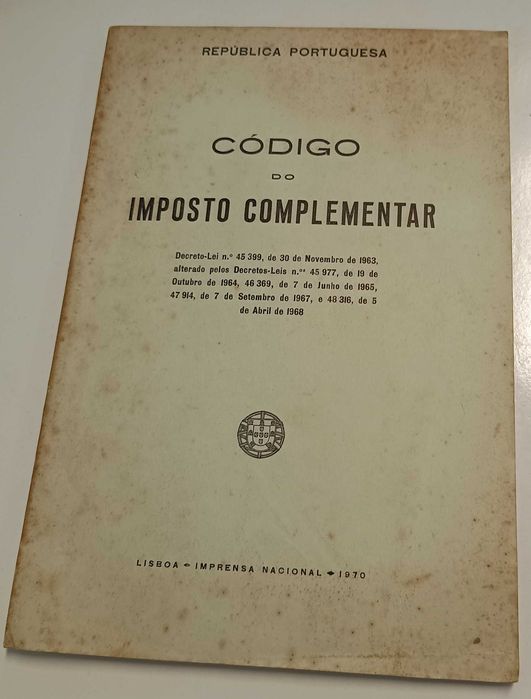 REPÚBLICA PORTUGUESA
CÓDIGO
DO
IMPOSTO COMPLEMENTAR
Decreto-Lei n.º 45 399, de 30 de Novembro de 1963,
alterado pelos Decretos-Leis n.ºˢ 45 977, de 19 de
Outubro de 1964, 46 369, de 7 de Junho de 1965,
47 914, de 7 de Setembro de 1967, e 48 316, de 5
de Abril de 1968
LISBOA • IMPRENSA NACIONAL • 1970